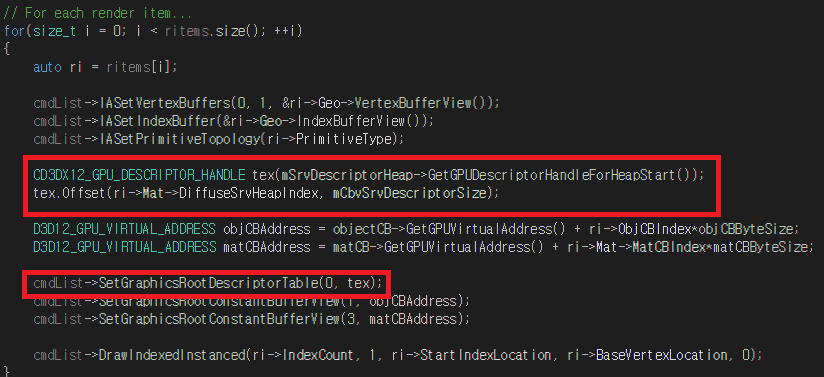 // For each render item...
for(size_t i = 0; i < ritems.size(); ++i)
{
auto ri = ritems[i];
cmdList->IASetVertexBuffers(0, 1, &ri->Geo->VertexBufferView());
cmdList->IASetIndexBuffer(&ri->Geo->IndexBufferView());
cmdList->IASetPrimitiveTopology(ri->PrimitiveType);
CD3DX12_GPU_DESCRIPTOR_HANDLE tex(mSrvDescriptorHeap->GetGPUDescriptorHandleForHeapStart());
tex.Offset(ri->Mat->DiffuseSrvHeapIndex, mCbvSrvDescriptorSize);
D3D12_GPU_VIRTUAL_ADDRESS objCBAddress = objectCB->GetGPUVirtualAddress() + ri->ObjCBIndex*objCBByteSize;
D3D12_GPU_VIRTUAL_ADDRESS matCBAddress = matCB->GetGPUVirtualAddress() + ri->Mat->MatCBIndex*matCBByteSize;
cmdList->SetGraphicsRootDescriptorTable(0, tex);
cmdList->SetGraphicsRootConstantBufferView(1, objCBAddress);
cmdList->SetGraphicsRootConstantBufferView(3, matCBAddress);
cmdList->DrawIndexedInstanced(ri->IndexCount, 1, ri->StartIndexLocation, ri->BaseVertexLocation, 0);
}